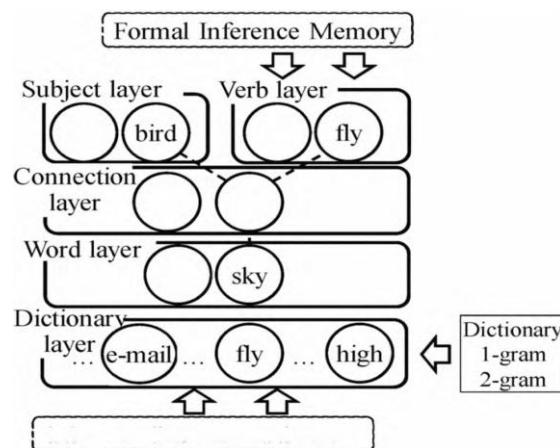 Formal Inference Memory
Subject layer
Verb layer
bird
fly
Connection
layer
Word layer
sky
Dictionary
layer
... e-mail ... fly ... high
Dictionary
1-gram
2-gram